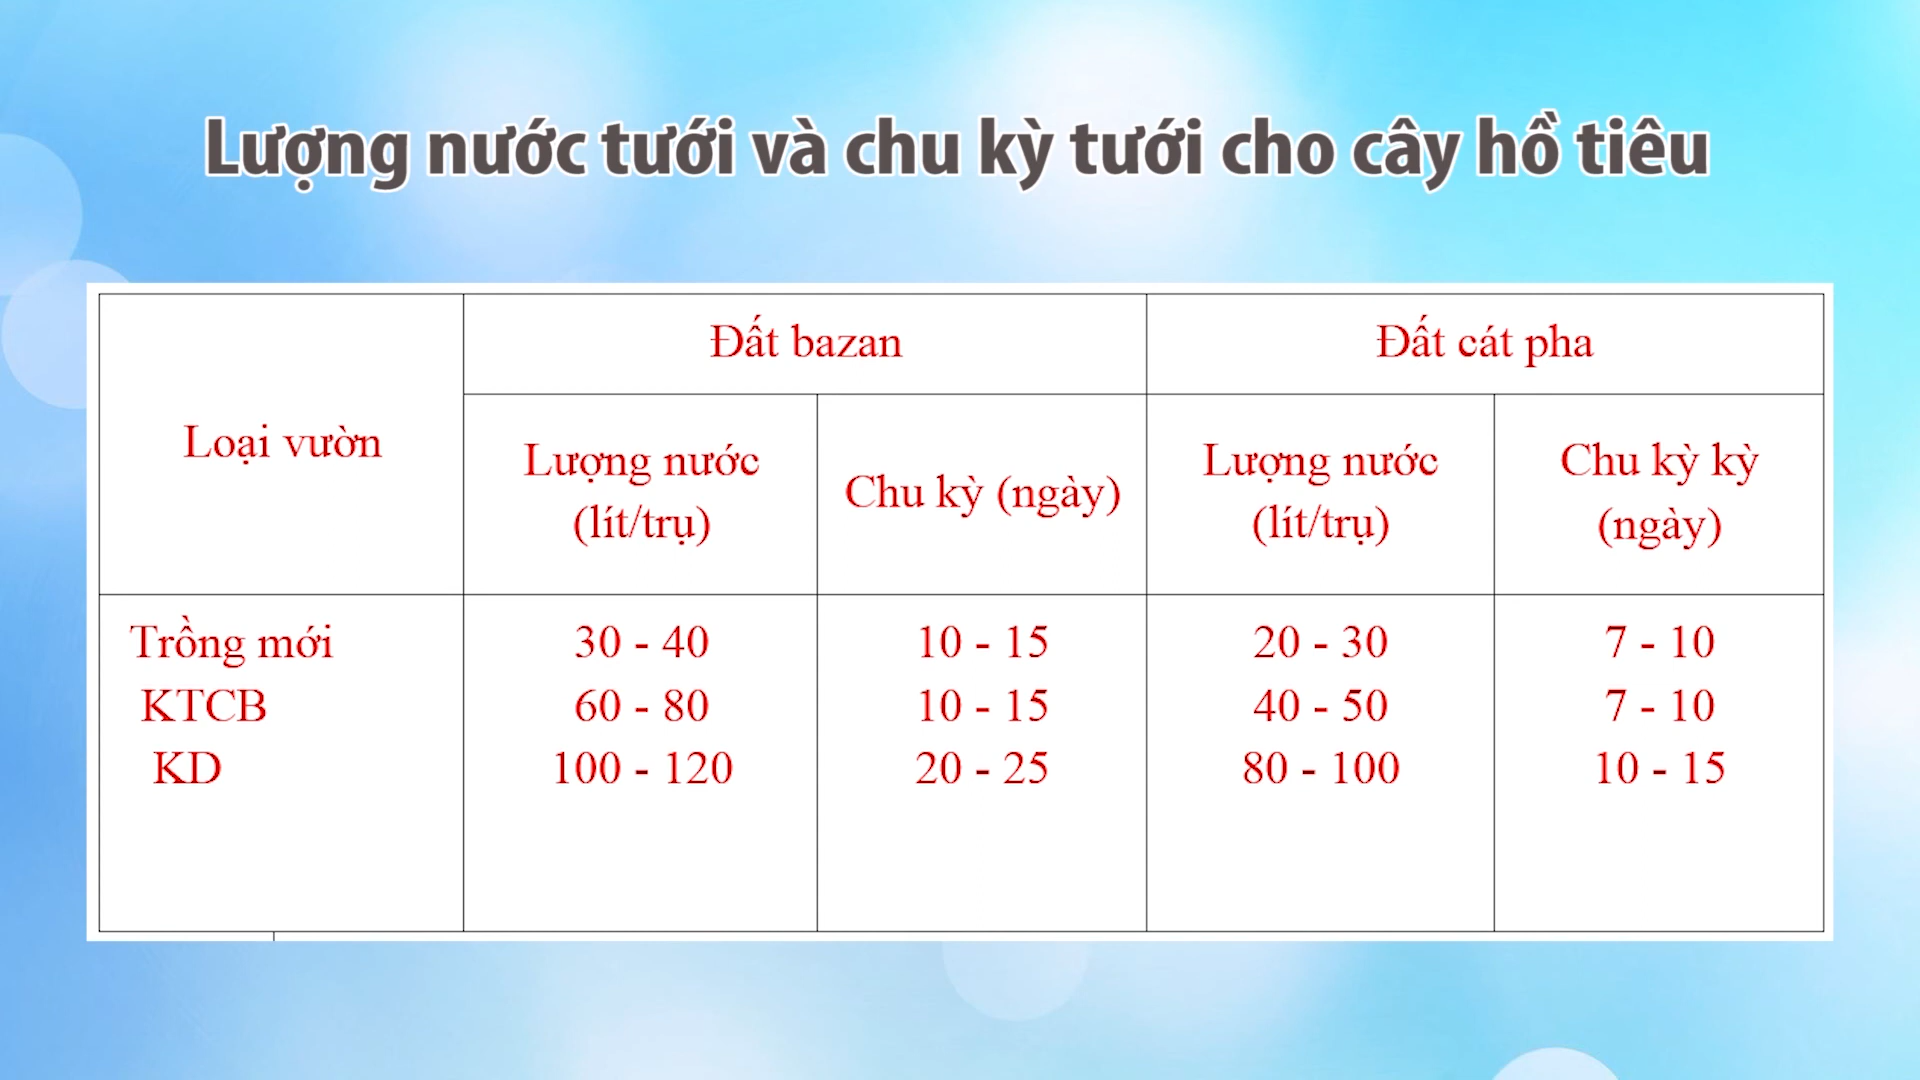 Lượng nước tưới và chu kỳ tưới cho cây hồ tiêu
Loại vườn
Đất bazan
Đất cát pha
Lượng nước
(lít/trụ)
Chu kỳ (ngày)
Lượng nước
(lít/trụ)
Chu kỳ kỳ
(ngày)
Trồng mới 30 - 40 10 - 15 20 - 30 7 - 10
KTCB 60 - 80 10 - 15 40 - 50 7 - 10
KD 100 - 120 20 - 25 80 - 100 10 - 15